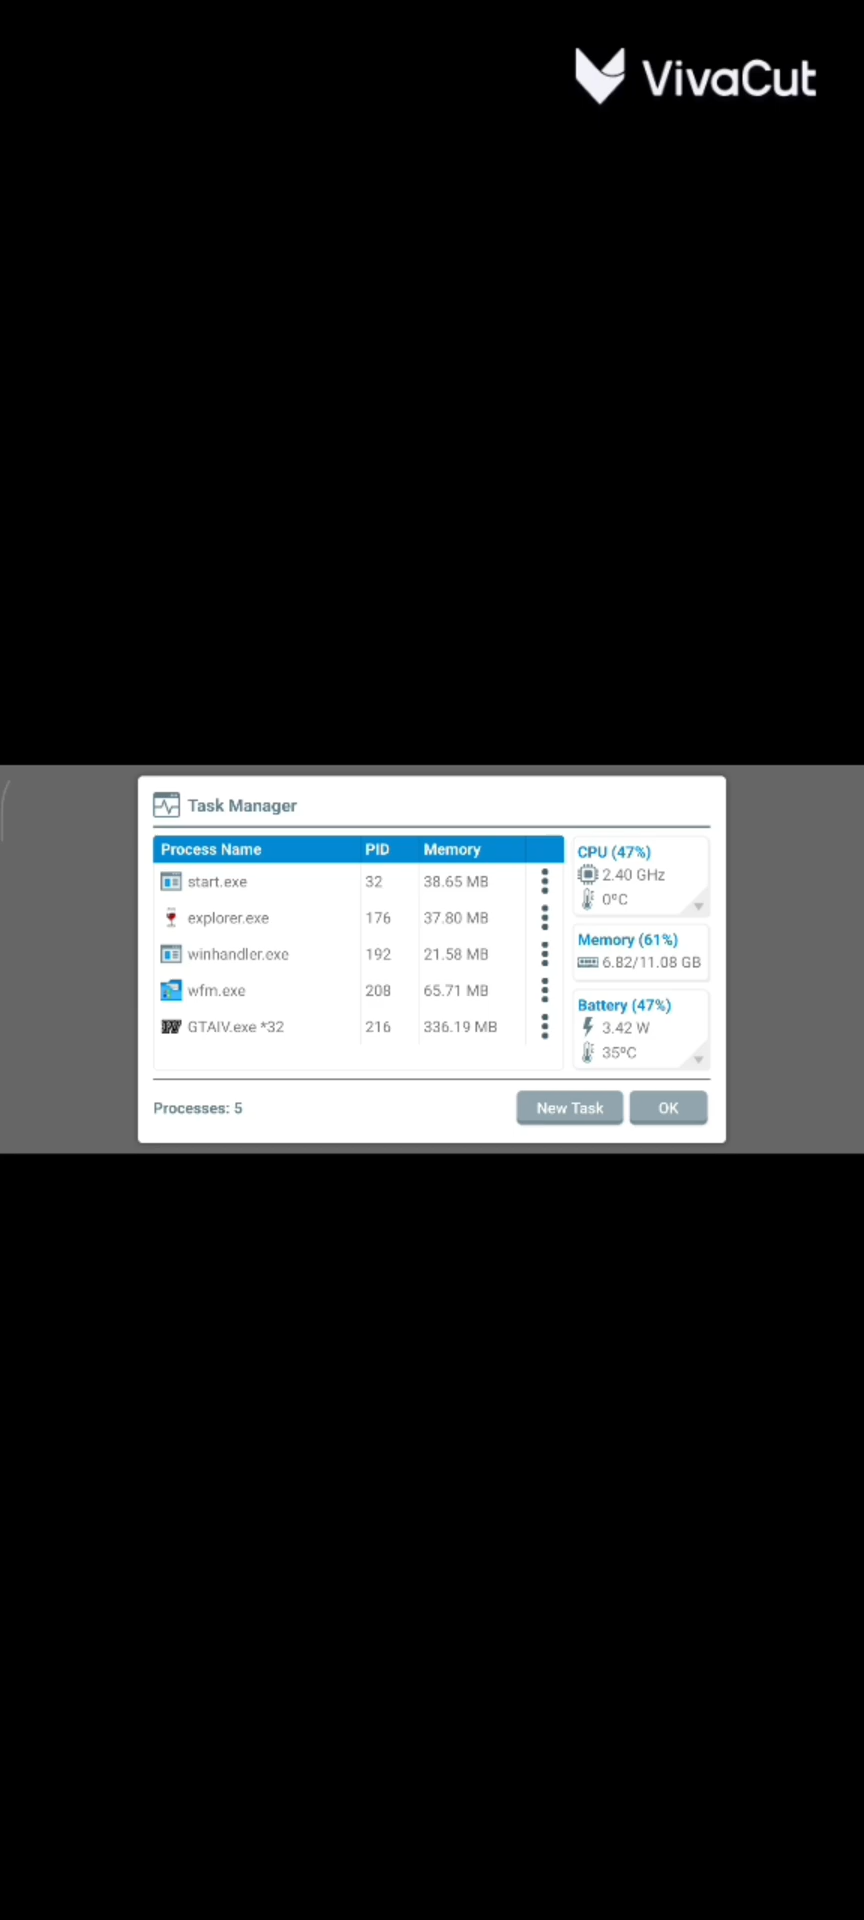 VivaCut
Task Manager
Process Name PID Memory
start.exe 32 38.65 MB
explorer.exe 176 37.80 MB
winhandler.exe 192 21.58 MB
wfm.exe 208 65.71 MB
GTAIV.exe *32 216 336.19 MB
CPU (47%)
2.40 GHz
0°C
Memory (61%)
6.82/11.08 GB
Battery (47%)
3.42 W
35°C
Processes: 5
New Task OK